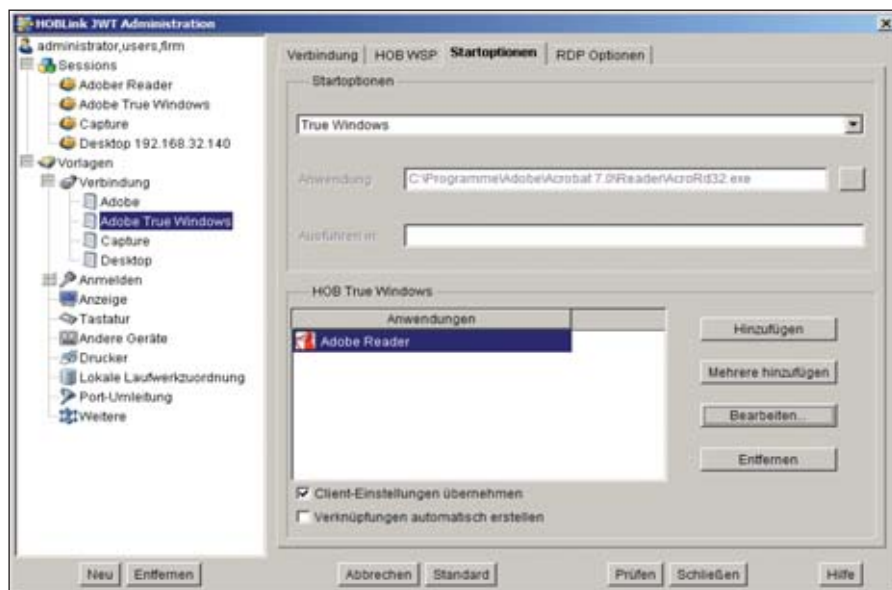 HOBLink JWT Administration
administrator,users,firm
Sessions
Adober Reader
Adobe True Windows
Capture
Desktop 192.168.32.140
Vorlagen
Verbindung
Adobe
Adobe True Windows
Capture
Desktop
Anmelden
Anzeige
Tastatur
Andere Geräte
Drucker
Lokale Laufwerkzuordnung
Port-Umleitung
Weitere
Neu Entfernen
Verbindung HOB WSP Startoptionen RDP Optionen
Startoptionen
True Windows
Anwendung C:\Programme\Adobe\Acrobat 7.0\Reader\AcroRd32.exe
Ausführen in
HOB True Windows
Anwendungen
Adobe Reader
Hinzufügen
Mehrere hinzufügen
Bearbeiten...
Entfernen
Client-Einstellungen übernehmen
Verknüpfungen automatisch erstellen
Abbrechen Standard Prüfen Schließen Hilfe